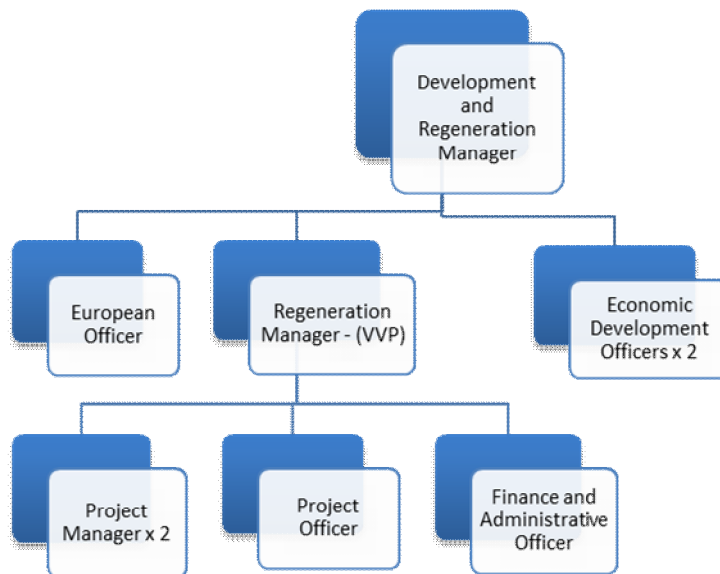 Development
and
Regeneration
Manager
European
Officer
Regeneration
Manager - (VVP)
Economic
Development
Officers x 2
Project
Manager x 2
Project
Officer
Finance and
Administrative
Officer